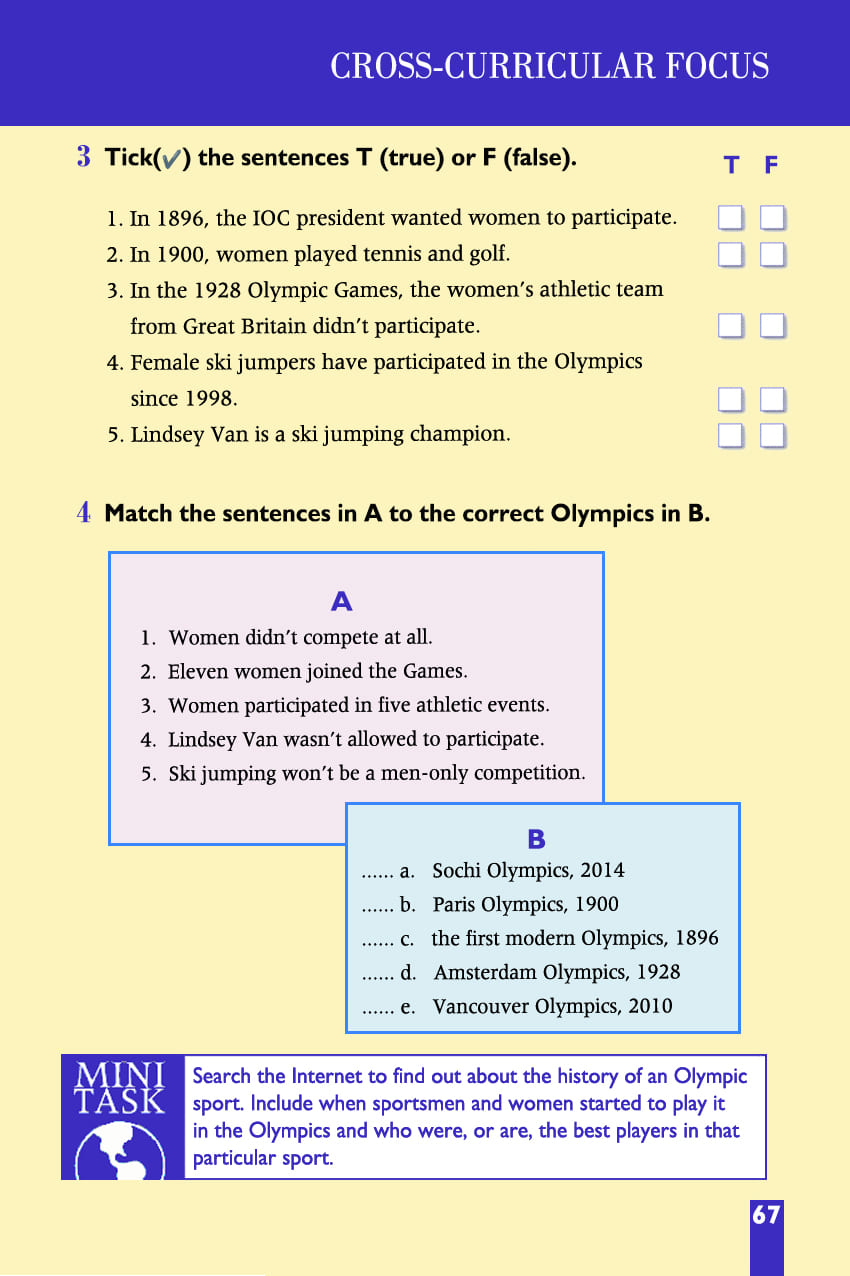 CROSS-CURRICULAR FOCUS
3 Tick(✓) the sentences T (true) or F (false).
T F
1. In 1896, the IOC president wanted women to participate.
2. In 1900, women played tennis and golf.
3. In the 1928 Olympic Games, the women's athletic team
from Great Britain didn't participate.
4. Female ski jumpers have participated in the Olympics
since 1998.
5. Lindsey Van is a ski jumping champion.
4 Match the sentences in A to the correct Olympics in B.
A
1. Women didn't compete at all.
2. Eleven women joined the Games.
3. Women participated in five athletic events.
4. Lindsey Van wasn't allowed to participate.
5. Ski jumping won't be a men-only competition.
B
...... a. Sochi Olympics, 2014
...... b. Paris Olympics, 1900
...... c. the first modern Olympics, 1896
...... d. Amsterdam Olympics, 1928
...... e. Vancouver Olympics, 2010
MINI
TASK
Search the Internet to find out about the history of an Olympic
sport. Include when sportsmen and women started to play it
in the Olympics and who were, or are, the best players in that
particular sport.
67